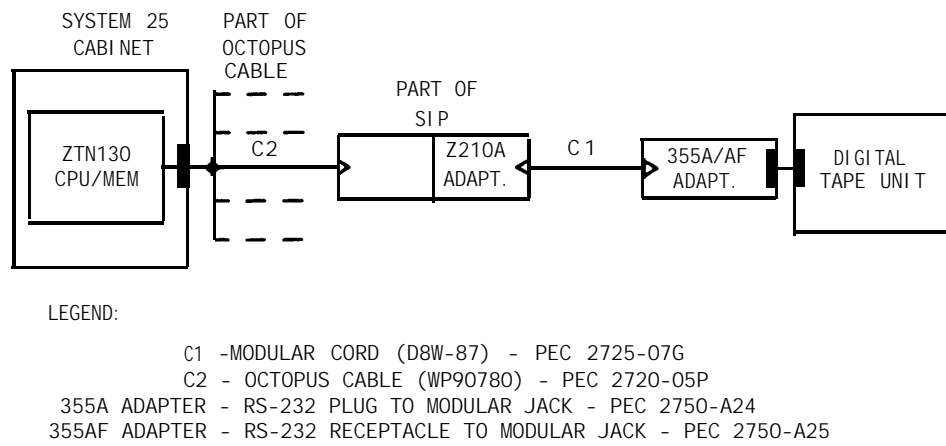 SYSTEM 25
CABINET
PART OF
OCTOPUS
CABLE
PART OF
SIP
ZTN130
CPU/MEM
C2
Z210A
ADAPT.
C1
355A/AF
ADAPT.
DIGITAL
TAPE UNIT
LEGEND:
C1 -MODULAR CORD (D8W-87) - PEC 2725-07G
C2 - OCTOPUS CABLE (WP90780) - PEC 2720-05P
355A ADAPTER - RS-232 PLUG TO MODULAR JACK - PEC 2750-A24
355AF ADAPTER - RS-232 RECEPTACLE TO MODULAR JACK - PEC 2750-A25